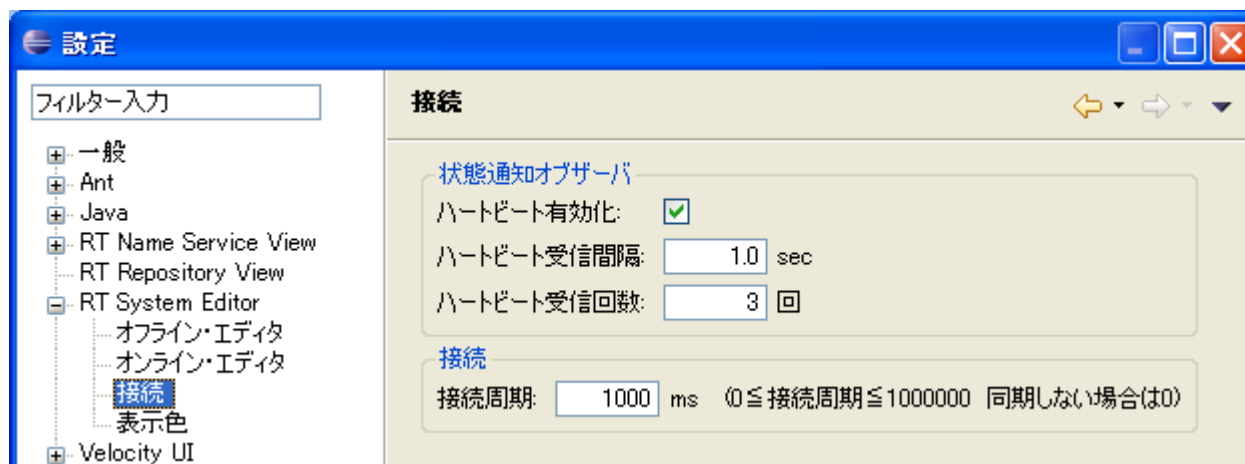 設定
フィルター入力
一般
Ant
Java
RT Name Service View
RT Repository View
RT System Editor
オフライン・エディタ
オンライン・エディタ
接続
表示色
Velocity UI
接続
状態通知オブザーバ
ハートビート有効化:
ハートビート受信間隔: 1.0 sec
ハートビート受信回数: 3 回
接続
接続周期: 1000 ms (0≦接続周期≦1000000 同期しない場合は0)